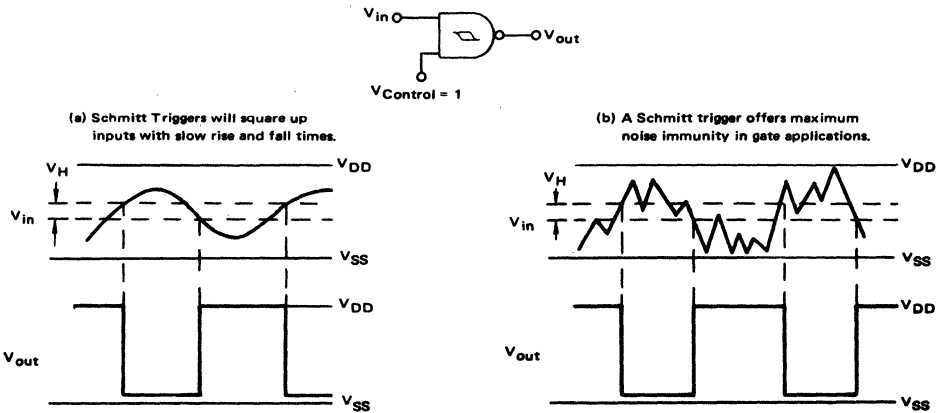 Vin
Vout
VControl = 1
(a) Schmitt Triggers will square up
inputs with slow rise and fall times.
VH
VDD
Vin
VSS
VDD
Vout
VSS
(b) A Schmitt trigger offers maximum
noise immunity in gate applications.
VH
VDD
Vin
VSS
VDD
Vout
VSS